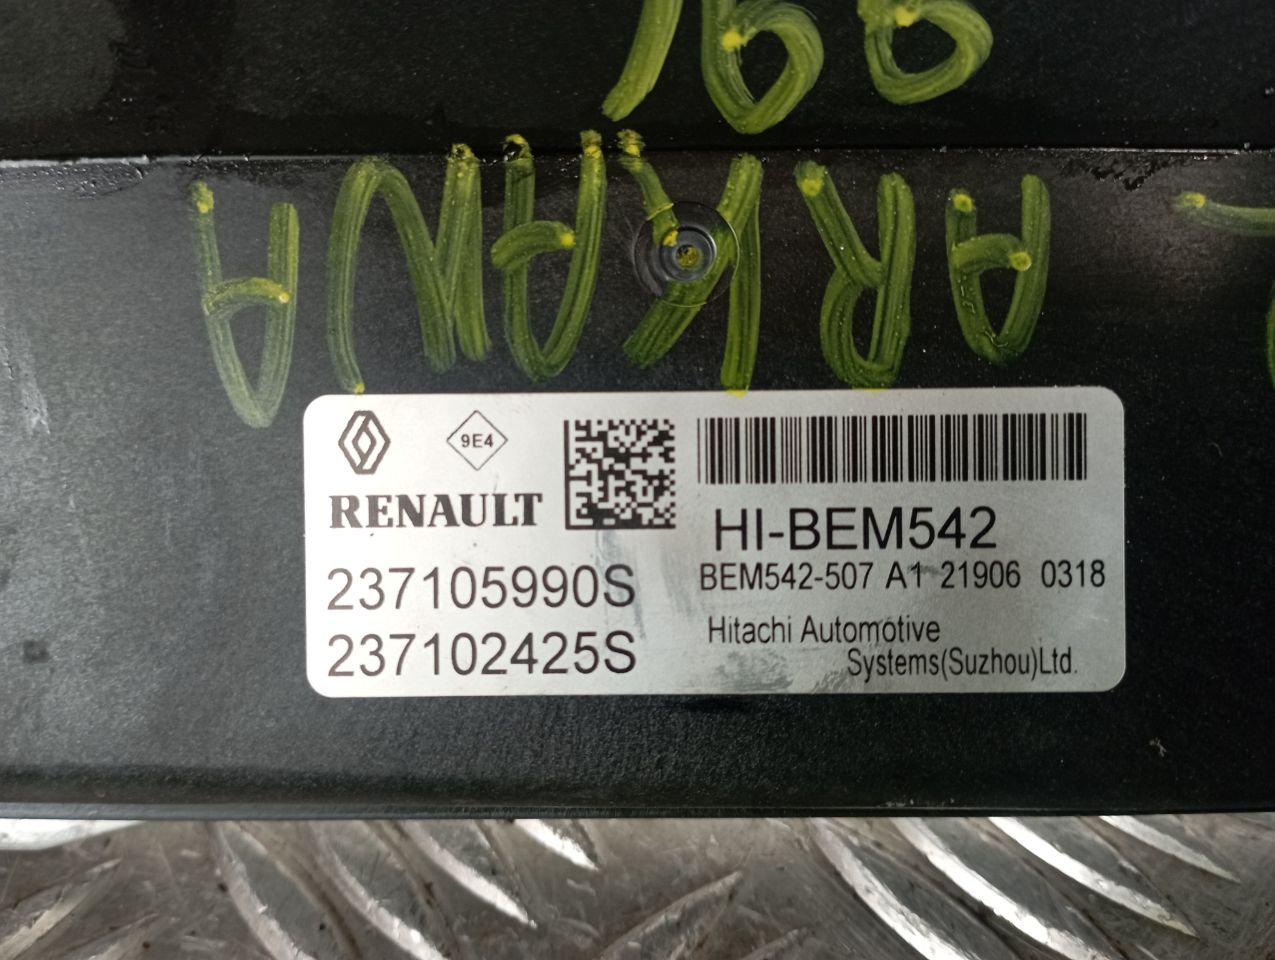 ARKANA
9E4
RENAULT
237105990S
237102425S
HI-BEM542
BEM542-507 A1 21906 0318
Hitachi Automotive
Systems(Suzhou)Ltd.